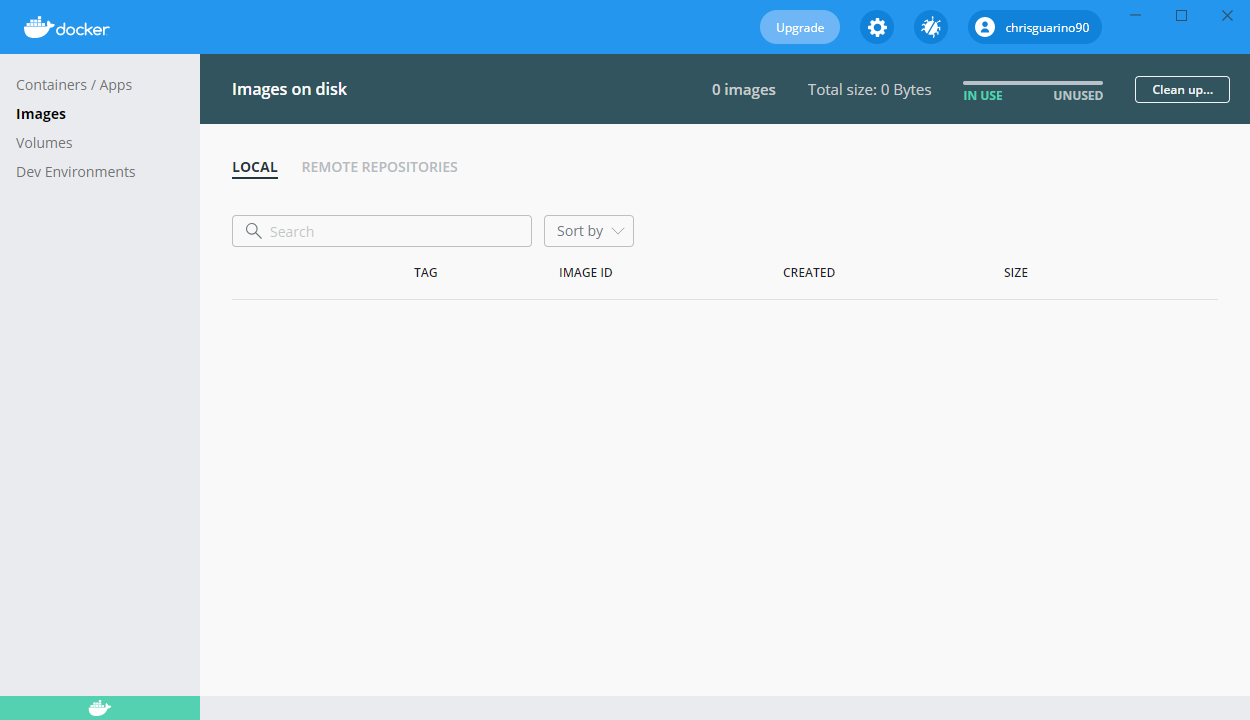 docker
Upgrade
chrisguarino90
Containers / Apps
Images
Volumes
Dev Environments
Images on disk
0 images
Total size: 0 Bytes
IN USE
UNUSED
Clean up...
LOCAL
REMOTE REPOSITORIES
Search
Sort by
TAG
IMAGE ID
CREATED
SIZE